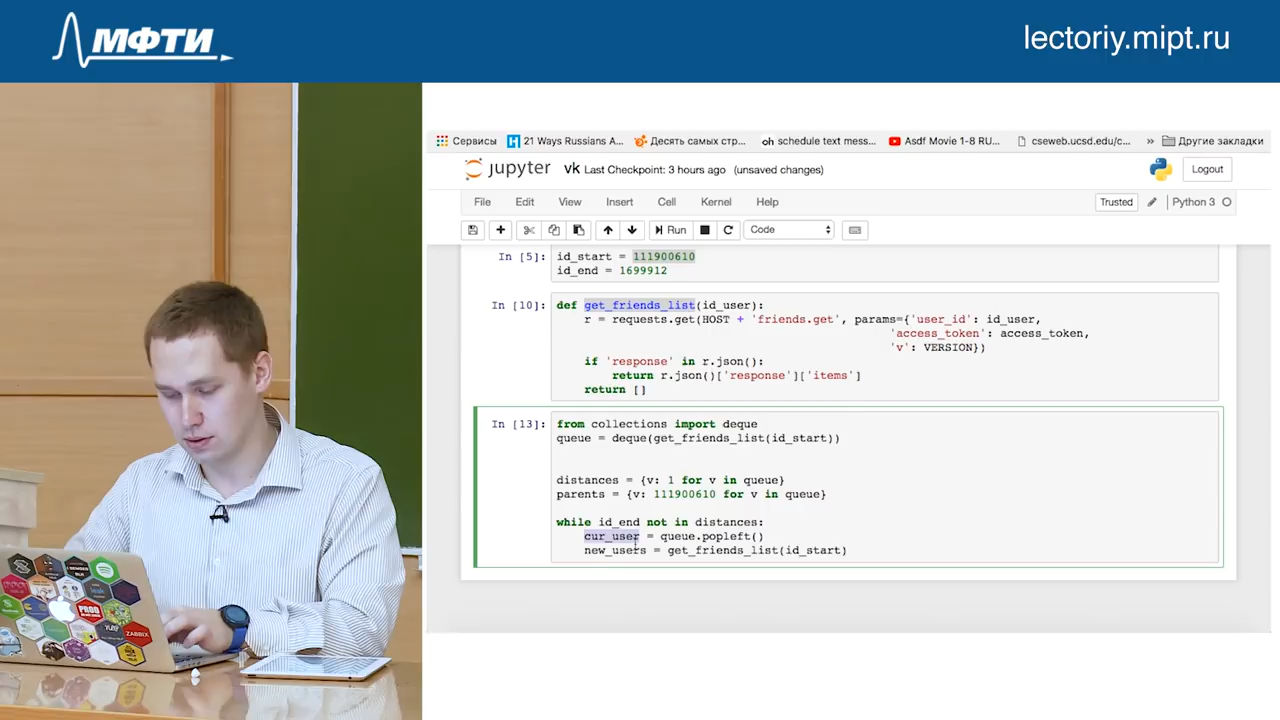 МФТИ
lectoriy.mipt.ru
Сервисы
21 Ways Russians A...
Десять самых стр...
oh schedule text mess...
Asdf Movie 1-8 RU...
cseweb.ucsd.edu/c...
»
Другие закладки
jupyter vk Last Checkpoint: 3 hours ago (unsaved changes)
Logout
File Edit View Insert Cell Kernel Help
Trusted
Python 3
Run
Code
In [5]:
id_start = 111900610
id_end = 1699912
In [10]:
def get_friends_list(id_user):
r = requests.get(HOST + 'friends.get', params={'user_id': id_user,
'access_token': access_token,
'v': VERSION})
if 'response' in r.json():
return r.json()['response']['items']
return []
In [13]:
from collections import deque
queue = deque(get_friends_list(id_start))
distances = {v: 1 for v in queue}
parents = {v: 111900610 for v in queue}
while id_end not in distances:
cur_user = queue.popleft()
new_users = get_friends_list(id_start)
PROG
ZABBIX